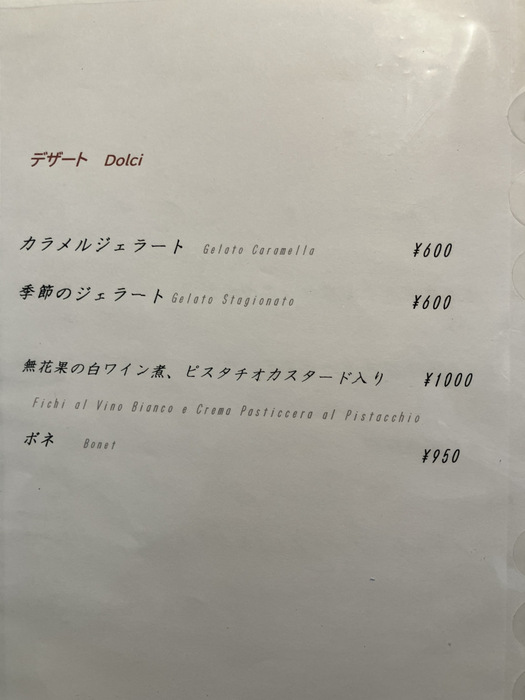 デザート Dolci
カラメルジェラート Gelato Caramella ¥600
季節のジェラート Gelato Stagionato ¥600
無花果の白ワイン煮、ピスタチオカスタード入り ¥1000
Fichi al Vino Bianco e Crema Pasticcera al Pistacchio
ボネ Bonet ¥950